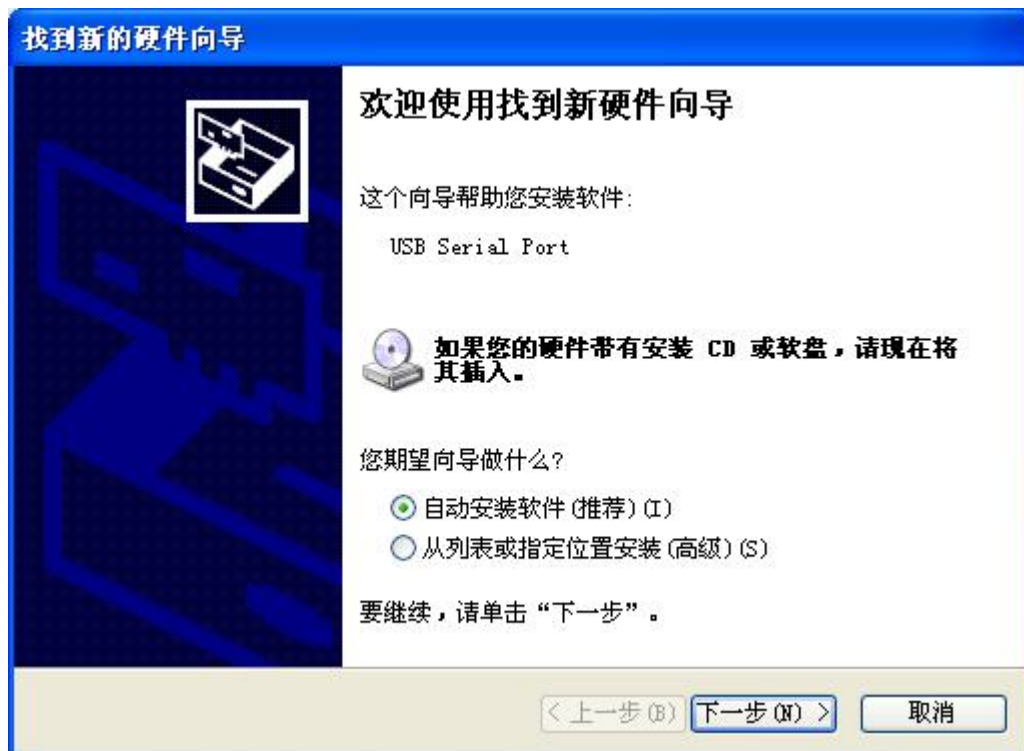 找到新的硬件向导
欢迎使用找到新硬件向导
这个向导帮助您安装软件:
USB Serial Port
如果您的硬件带有安装 CD 或软盘，请现在将
其插入。
您期望向导做什么?
自动安装软件(推荐)(I)
从列表或指定位置安装(高级)(S)
要继续，请单击“下一步”。
< 上一步(B) 下一步(N) > 取消